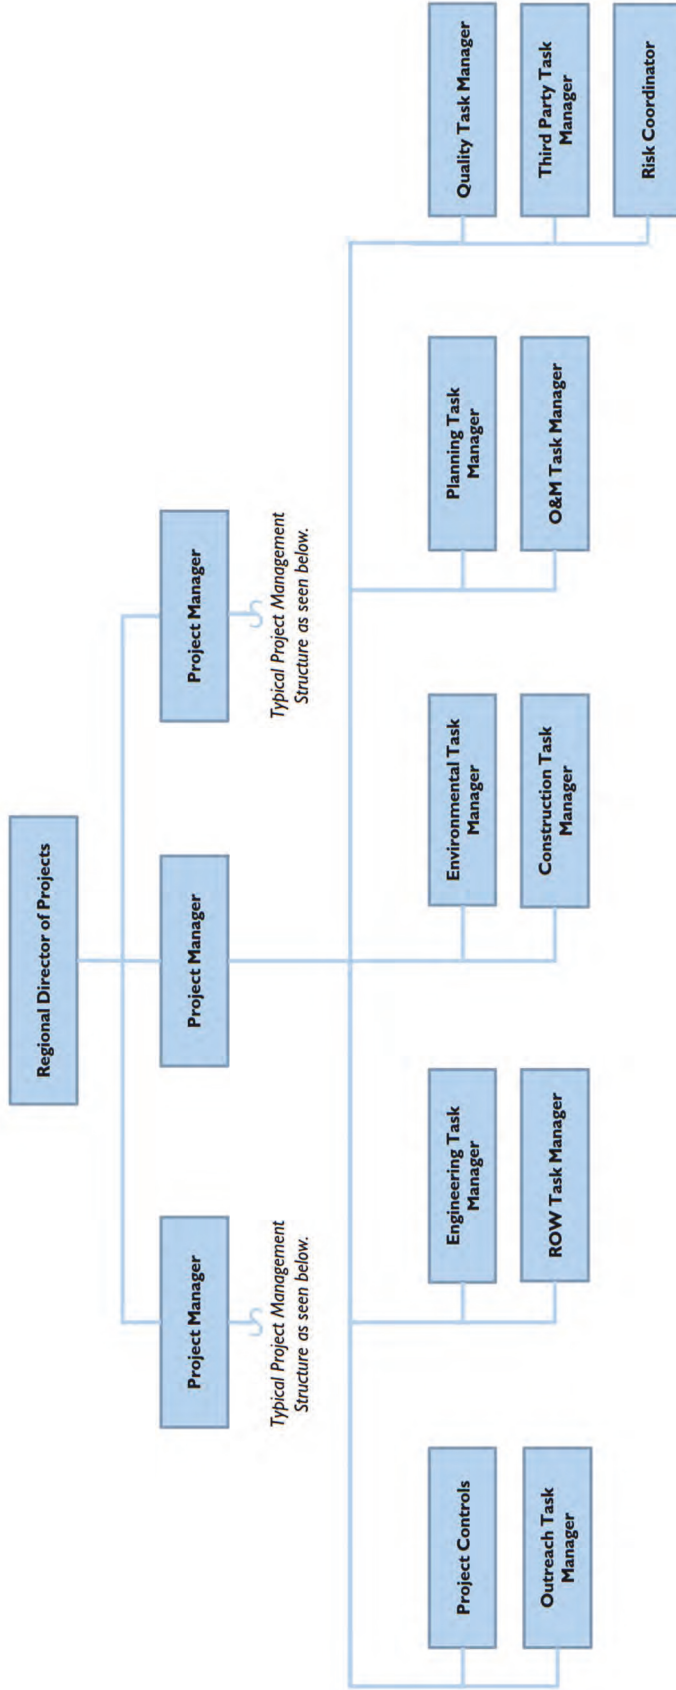 Regional Director of Projects
Project Manager
Project Manager
Project Manager
Typical Project Management
Structure as seen below.
Typical Project Management
Structure as seen below.
Project Controls
Outreach Task
Manager
Engineering Task
Manager
ROW Task Manager
Environmental Task
Manager
Construction Task
Manager
Planning Task
Manager
O&M Task Manager
Quality Task Manager
Third Party Task
Manager
Risk Coordinator